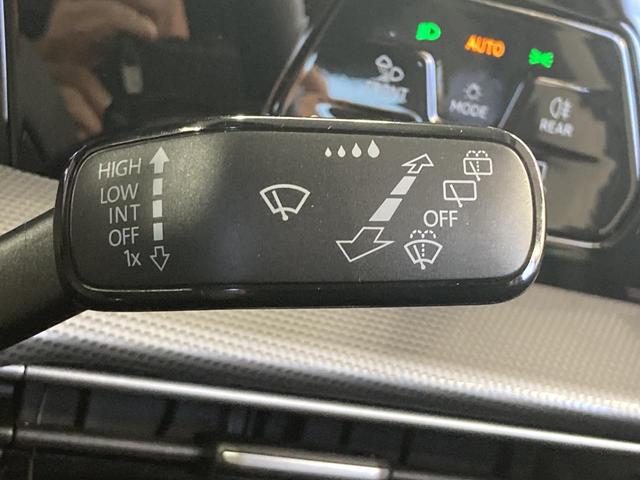 AUTO
FRONT
MODE
REAR
HIGH
LOW
INT
OFF
1x
OFF